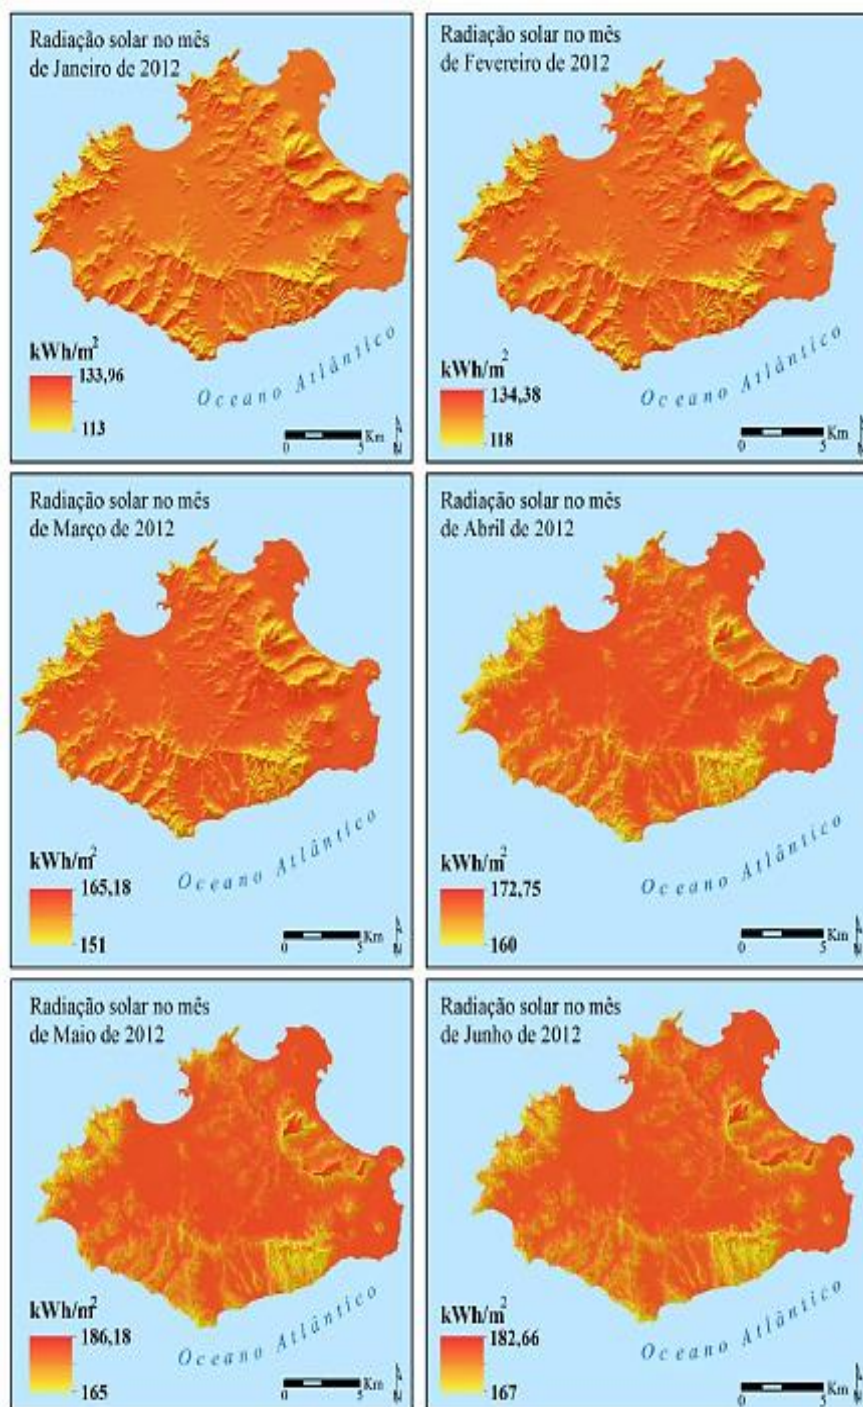 Radiação solar no mês
de Janeiro de 2012
kWh/m²
133,96
113
Oceano Atlântico
0 5 Km
N
Radiação solar no mês
de Fevereiro de 2012
kWh/m²
134,38
118
Oceano Atlântico
0 5 Km
N
Radiação solar no mês
de Março de 2012
kWh/m²
165,18
151
Oceano Atlântico
0 5 Km
N
Radiação solar no mês
de Abril de 2012
kWh/m²
172,75
160
Oceano Atlântico
0 5 Km
N
Radiação solar no mês
de Maio de 2012
kWh/m²
186,18
165
Oceano Atlântico
0 5 Km
N
Radiação solar no mês
de Junho de 2012
kWh/m²
182,66
167
Oceano Atlântico
0 5 Km
N